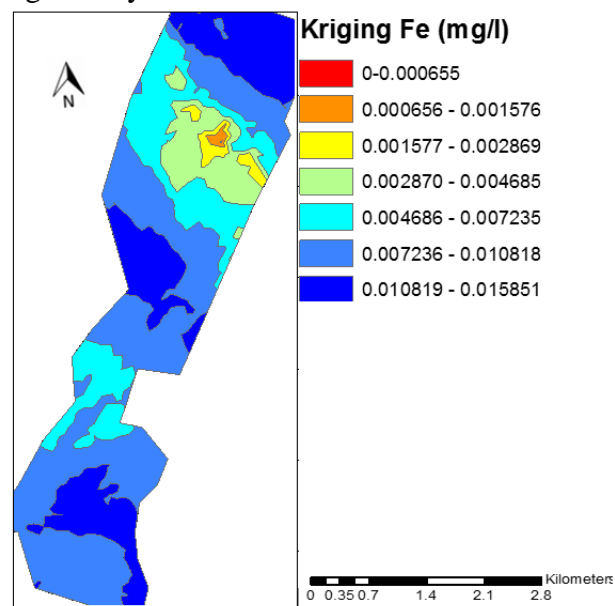 Kriging Fe (mg/l)
N
0-0.000655
0.000656 - 0.001576
0.001577 - 0.002869
0.002870 - 0.004685
0.004686 - 0.007235
0.007236 - 0.010818
0.010819 - 0.015851
Kilometers
0 0.35 0.7 1.4 2.1 2.8